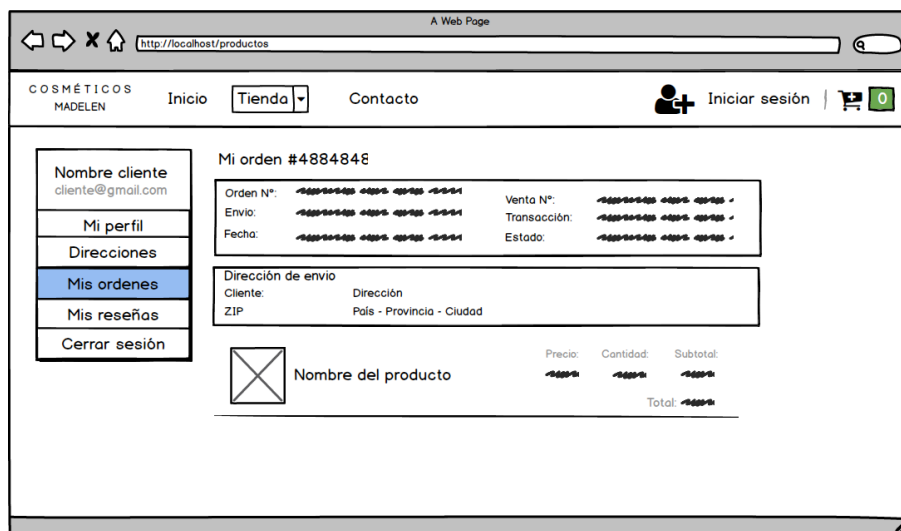 A Web Page
http://localhost/productos
COSMÉTICOS
MADELEN
Inicio
Tienda
Contacto
Iniciar sesión
0
Nombre cliente
cliente@gmail.com
Mi perfil
Direcciones
Mis ordenes
Mis reseñas
Cerrar sesión
Mi orden #4884848
Orden N°:
Envio:
Fecha:
Venta N°:
Transacción:
Estado:
Dirección de envio
Cliente: Dirección
ZIP País - Provincia - Ciudad
Nombre del producto
Precio: Cantidad: Subtotal:
Total: